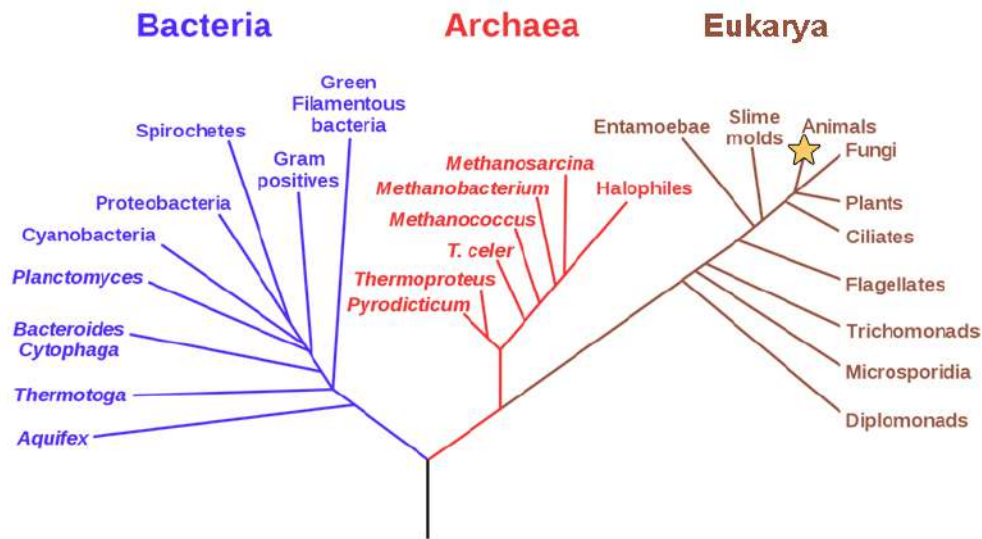 Bacteria
Archaea
Eukarya
Green
Filamentous
bacteria
Spirochetes
Gram
positives
Proteobacteria
Cyanobacteria
Planctomyces
Bacteroides
Cytophaga
Thermotoga
Aquifex
Methanosarcina
Methanobacterium
Halophiles
Methanococcus
T. celer
Thermoproteus
Pyrodicticum
Entamoebae
Slime
molds
Animals
Fungi
Plants
Ciliates
Flagellates
Trichomonads
Microsporidia
Diplomonads